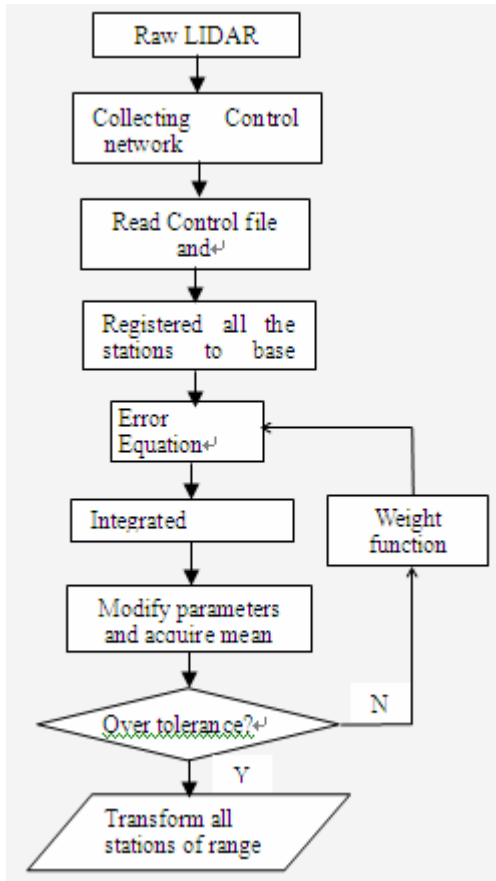 Raw LIDAR
Collecting Control
network
Read Control file
and
Registered all the
stations to base
Error
Equation
Integrated
Weight
function
Modify parameters
and acquire mean
Over tolerance?
N
Y
Transform all
stations of range